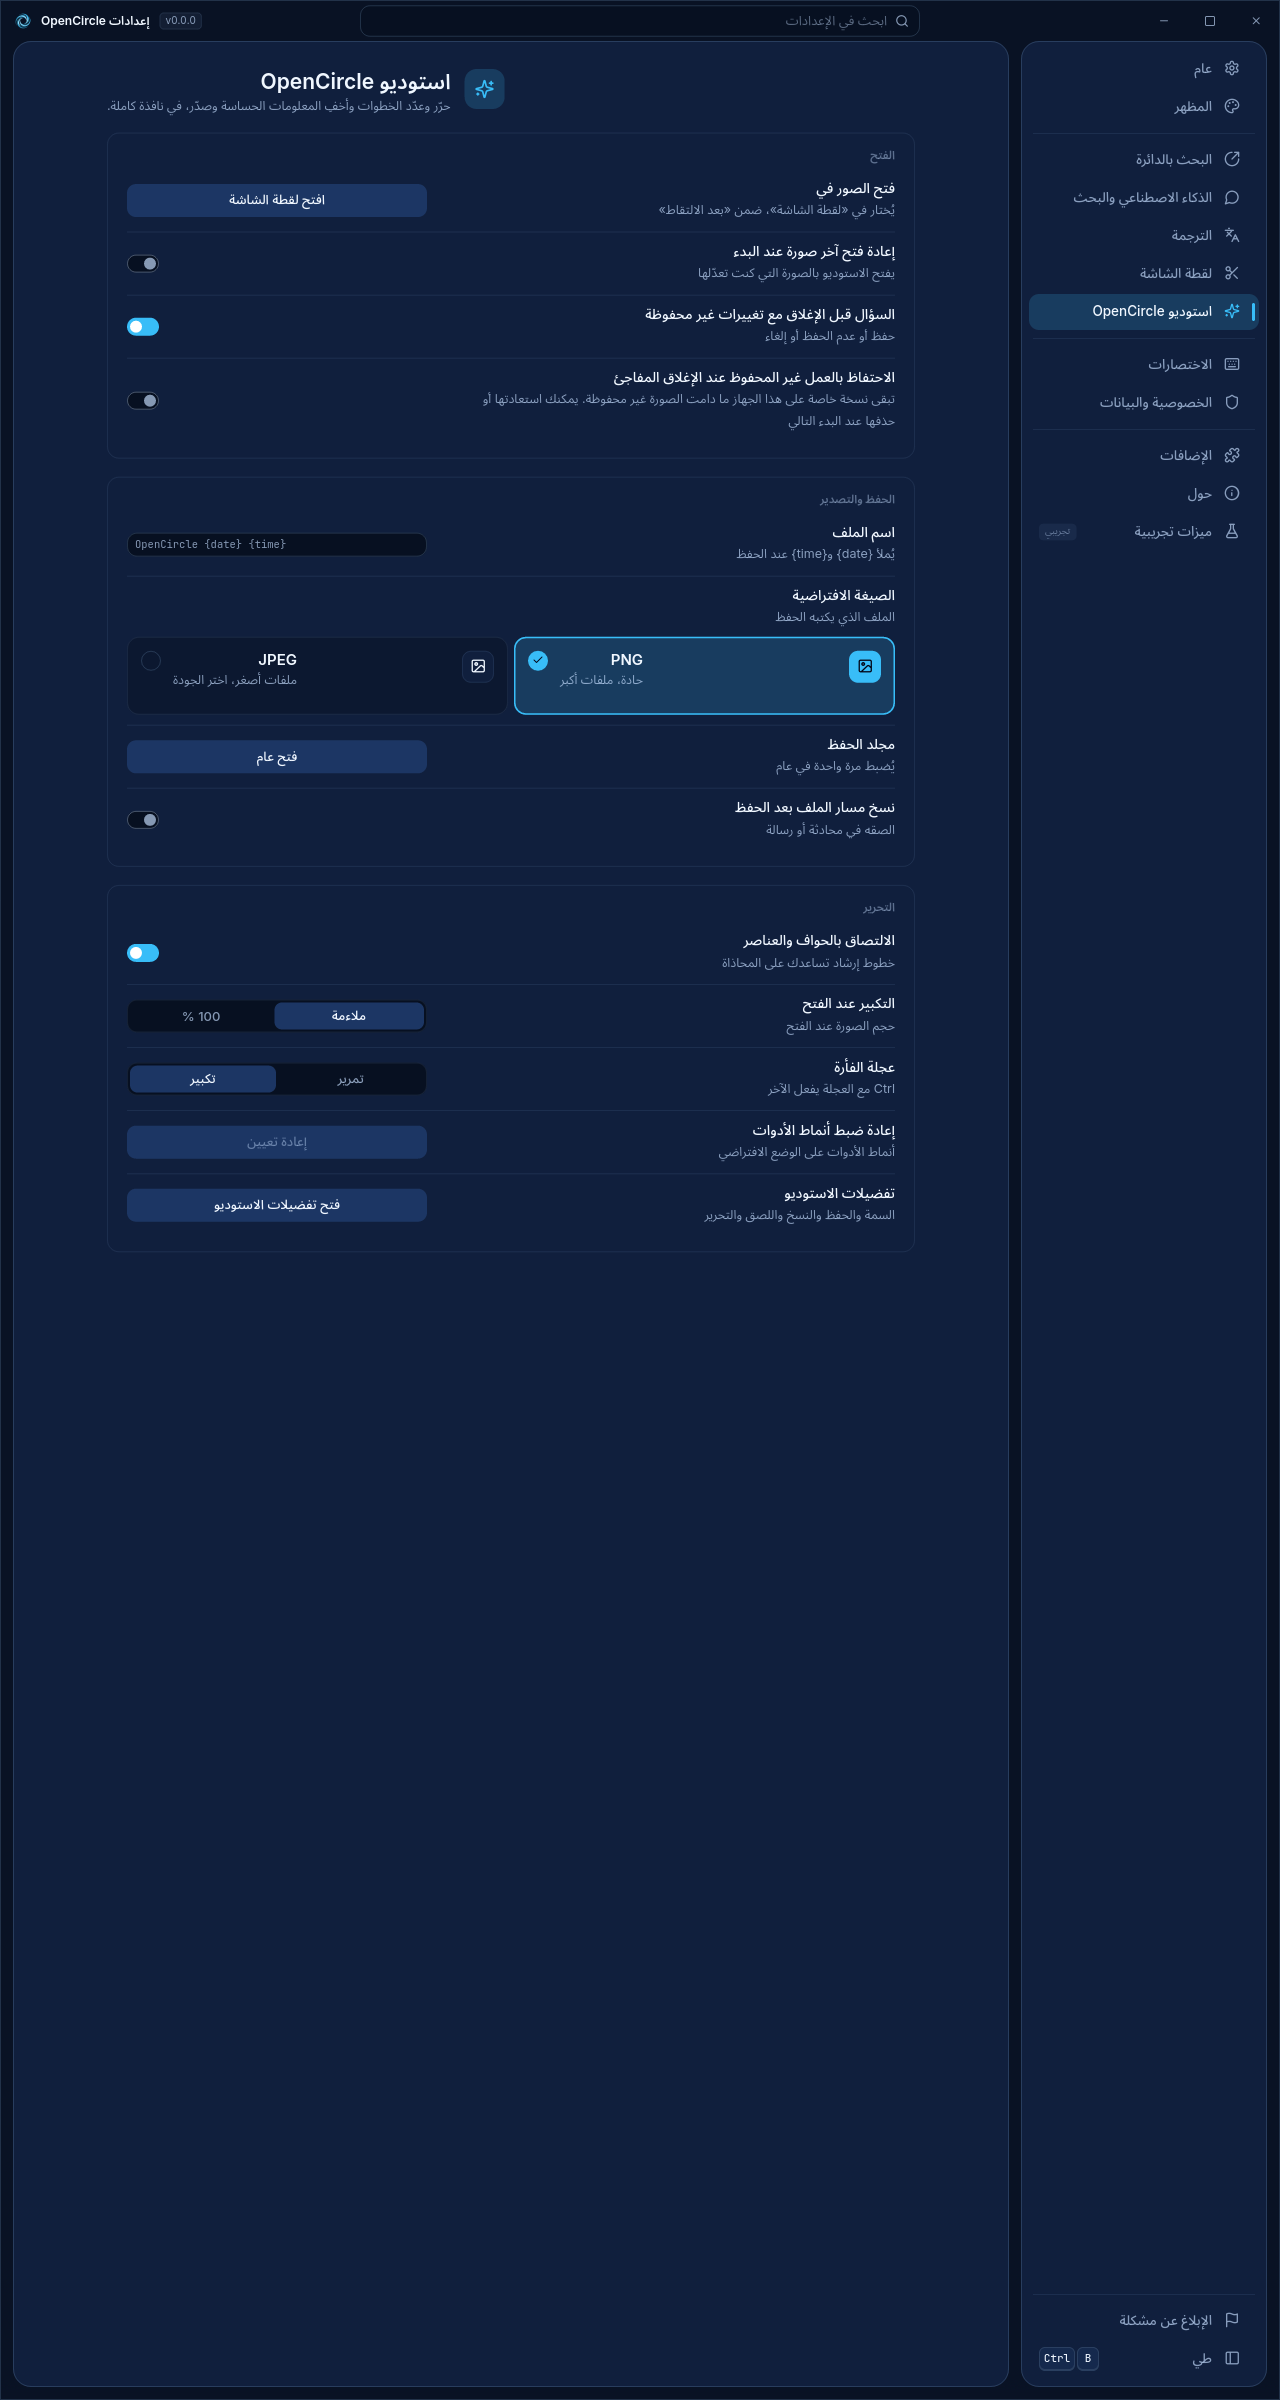 إعدادات OpenCircle
v0.0.0
ابحث في الإعدادات
عام
المظهر
البحث بالدائرة
الذكاء الاصطناعي والبحث
الترجمة
لقطة الشاشة
استوديو OpenCircle
الاختصارات
الخصوصية والبيانات
الإضافات
حول
ميزات تجريبية
تجريبي
الإبلاغ عن مشكلة
طي
Ctrl B
استوديو OpenCircle
حرّر وعدّد الخطوات وأخفِ المعلومات الحساسة وصدّر، في نافذة كاملة.
الفتح
فتح الصور في
يُختار في «لقطة الشاشة»، ضمن «بعد الالتقاط»
افتح لقطة الشاشة
إعادة فتح آخر صورة عند البدء
يفتح الاستوديو بالصورة التي كنت تعدّلها
السؤال قبل الإغلاق مع تغييرات غير محفوظة
حفظ أو عدم الحفظ أو إلغاء
الاحتفاظ بالعمل غير المحفوظ عند الإغلاق المفاجئ
تبقى نسخة خاصة على هذا الجهاز ما دامت الصورة غير محفوظة. يمكنك استعادتها أو
حذفها عند البدء التالي
الحفظ والتصدير
اسم الملف
يُملأ {date} و{time} عند الحفظ
OpenCircle {date} {time}
الصيغة الافتراضية
الملف الذي يكتبه الحفظ
PNG
حادة، ملفات أكبر
JPEG
ملفات أصغر، اختر الجودة
مجلد الحفظ
يُضبط مرة واحدة في عام
فتح عام
نسخ مسار الملف بعد الحفظ
الصقه في محادثة أو رسالة
التحرير
الالتصاق بالحواف والعناصر
خطوط إرشاد تساعدك على المحاذاة
التكبير عند الفتح
حجم الصورة عند الفتح
ملاءمة
100 %
عجلة الفأرة
Ctrl مع العجلة يفعل الآخر
تمرير
تكبير
إعادة ضبط أنماط الأدوات
أنماط الأدوات على الوضع الافتراضي
إعادة تعيين
تفضيلات الاستوديو
السمة والحفظ والنسخ واللصق والتحرير
فتح تفضيلات الاستوديو